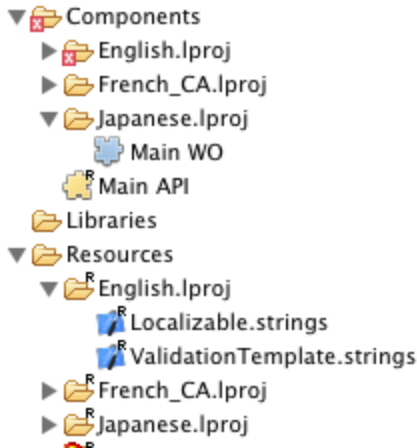 Components
English.lproj
French_CA.lproj
Japanese.lproj
Main WO
R
Main API
Libraries
Resources
R
English.lproj
R
Localizable.strings
R
ValidationTemplate.strings
R
French_CA.lproj
R
Japanese.lproj
R